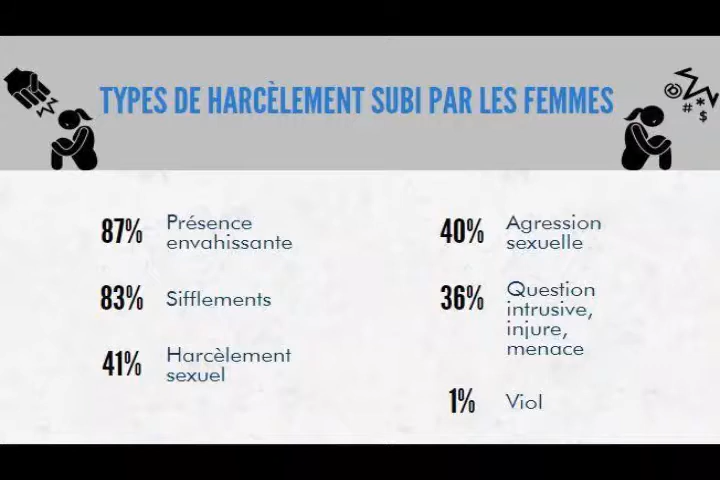 TYPES DE HARCÈLEMENT SUBI PAR LES FEMMES
87% Présence
envahissante
83% Sifflements
41% Harcèlement
sexuel
40% Agression
sexuelle
36% Question
intrusive,
injure,
menace
1% Viol